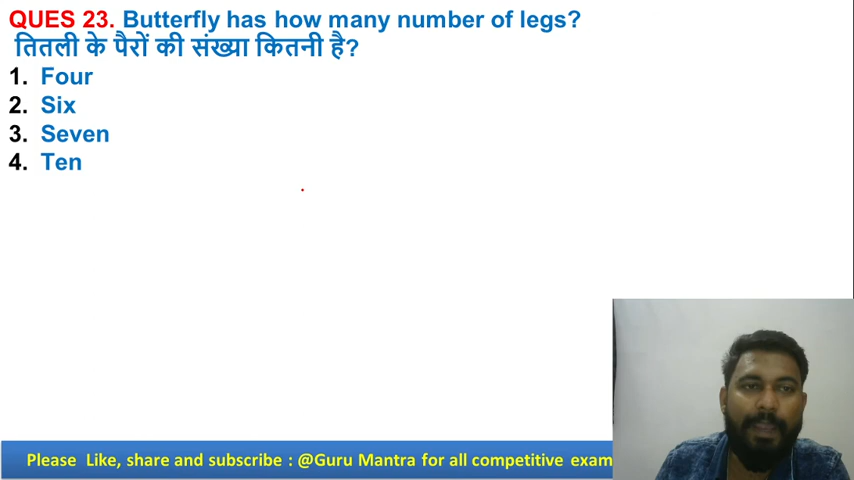 QUES 23. Butterfly has how many number of legs?
तितली के पैरों की संख्या कितनी है?
1. Four
2. Six
3. Seven
4. Ten
Please Like, share and subscribe : @Guru Mantra for all competitive exam